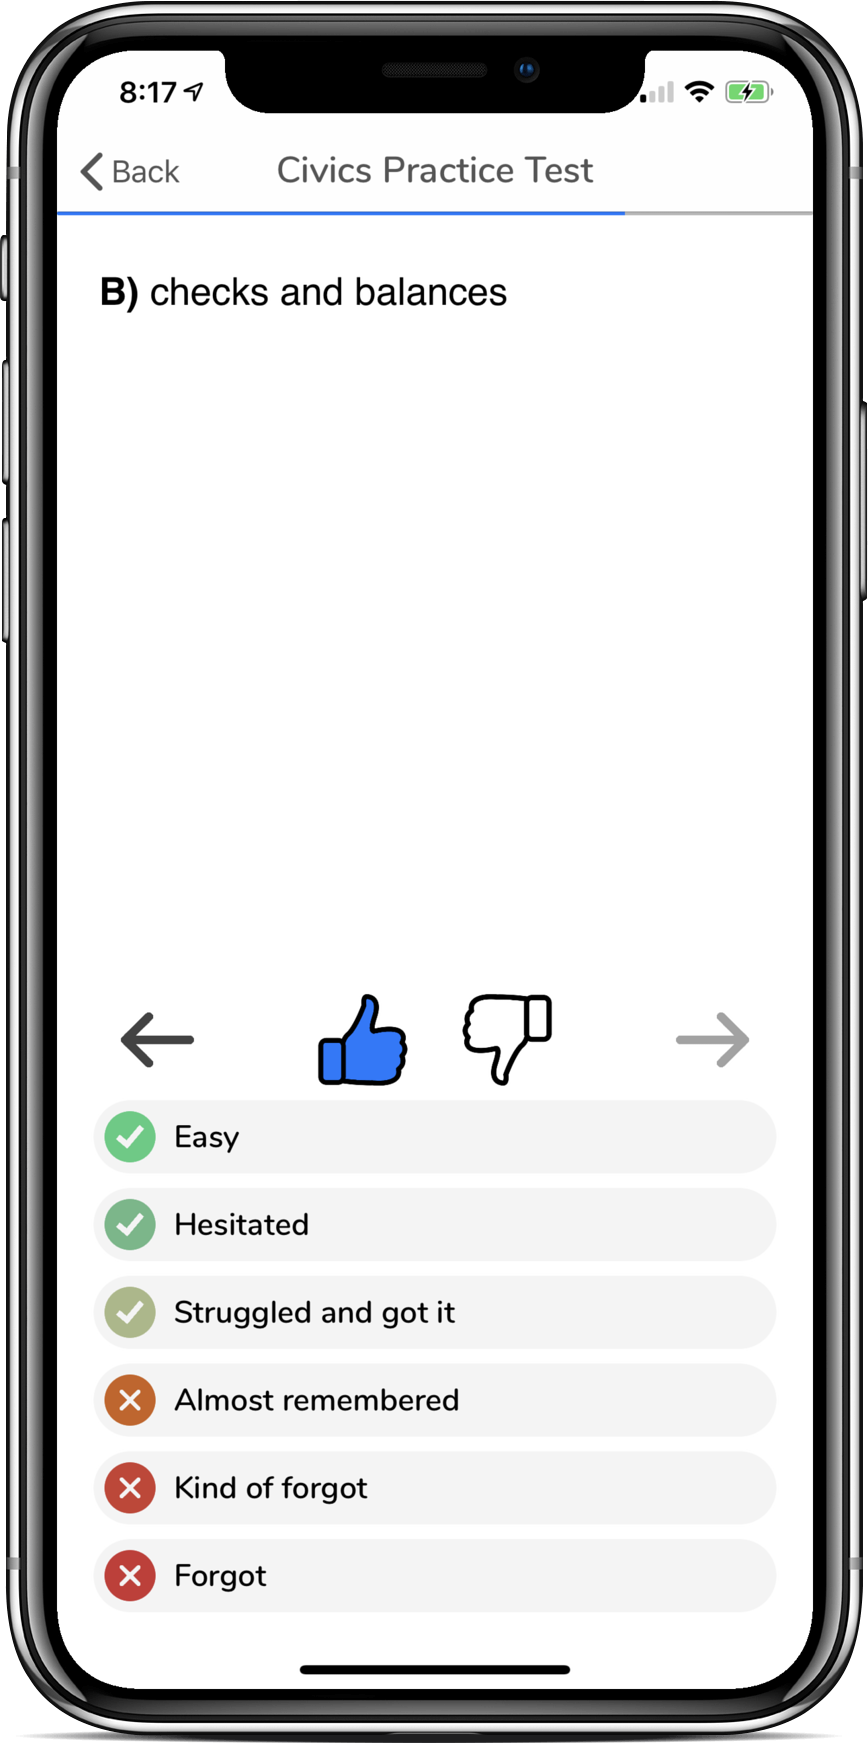 8:17
Back
Civics Practice Test
B) checks and balances
Easy
Hesitated
Struggled and got it
Almost remembered
Kind of forgot
Forgot